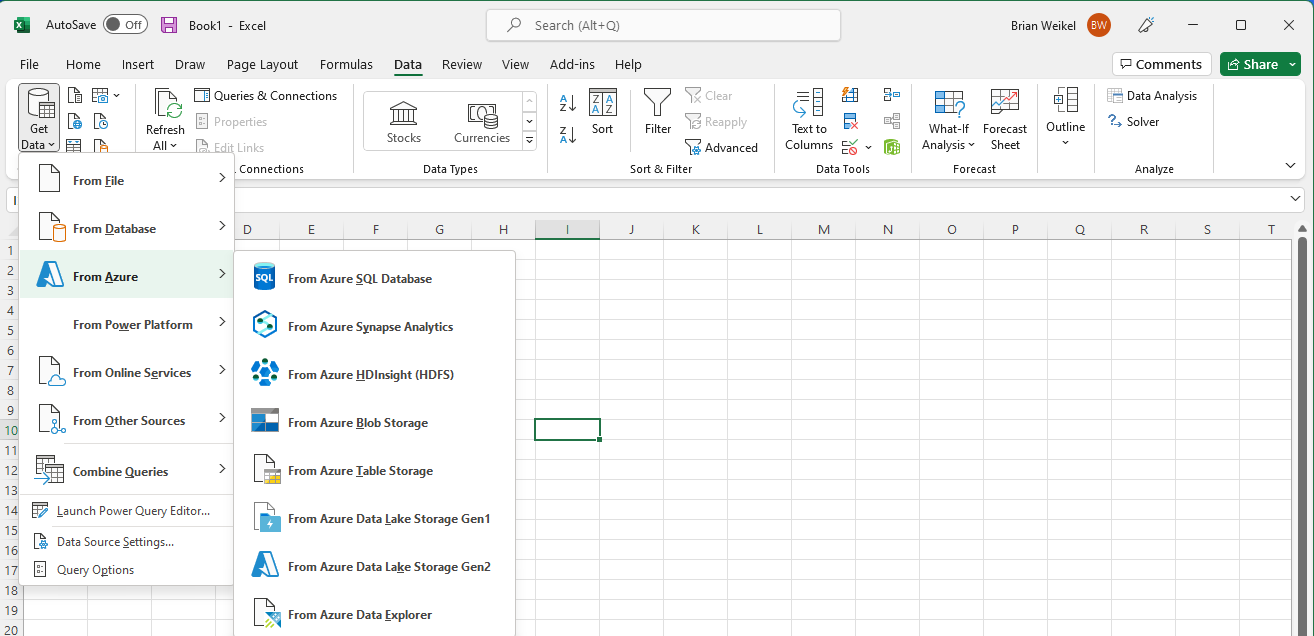 AutoSave Off Book1 - Excel Search (Alt+Q) Brian Weikel BW
File Home Insert Draw Page Layout Formulas Data Review View Add-ins Help Comments Share
Get Data
Refresh All
Queries & Connections
Properties
Edit Links
Connections
Stocks
Currencies
Data Types
A Z
Z A
Z A
A Z
Sort
Filter
Clear
Reapply
Advanced
Sort & Filter
Text to Columns
Data Tools
What-If Analysis
Forecast Sheet
Forecast
Outline
Data Analysis
Solver
Analyze
D E F G H I J K L M N O P Q R S T
1
2
3
4
5
6
7
8
9
10
11
12
13
14
15
16
17
18
19
20
From File
From Database
From Azure
From Power Platform
From Online Services
From Other Sources
Combine Queries
Launch Power Query Editor...
Data Source Settings...
Query Options
SQL From Azure SQL Database
From Azure Synapse Analytics
From Azure HDInsight (HDFS)
From Azure Blob Storage
From Azure Table Storage
From Azure Data Lake Storage Gen1
From Azure Data Lake Storage Gen2
From Azure Data Explorer